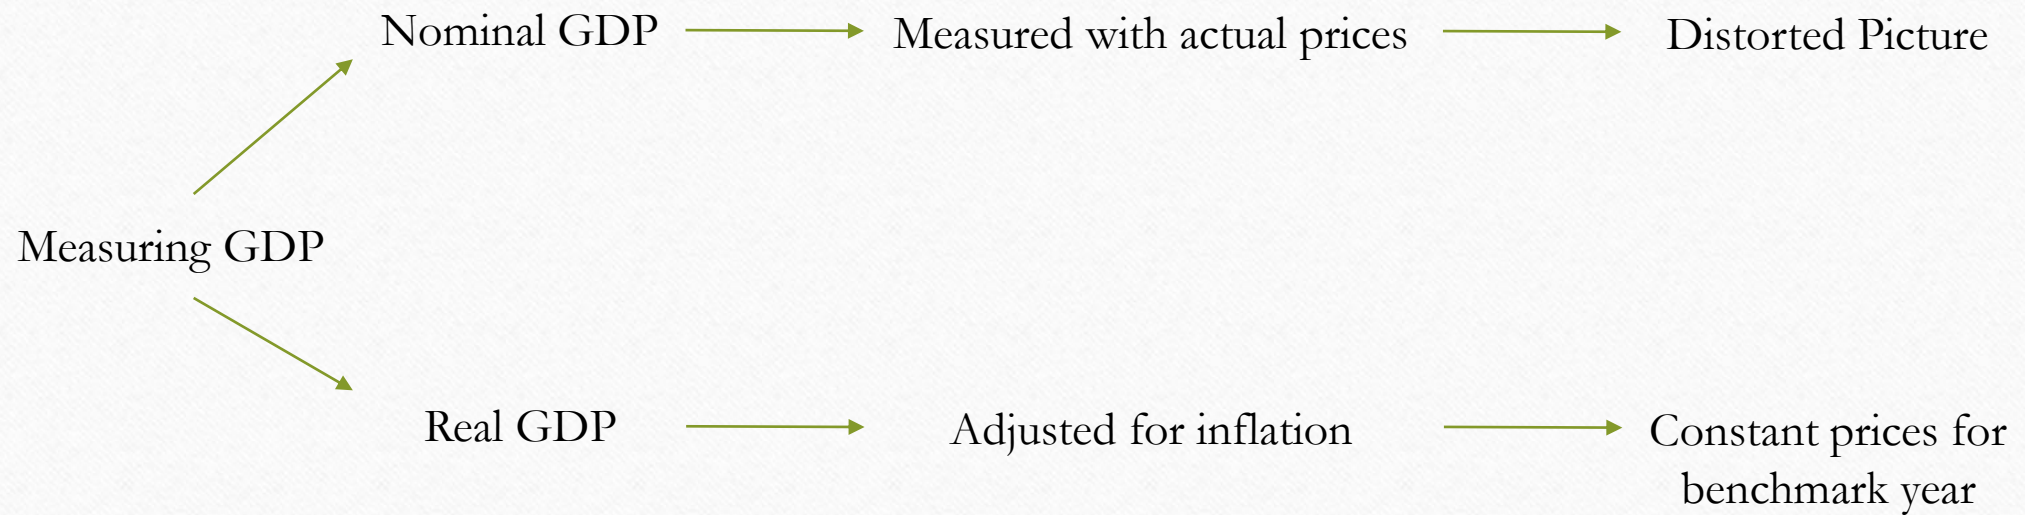 Nominal GDP
Measured with actual prices
Distorted Picture
Measuring GDP
Real GDP
Adjusted for inflation
Constant prices for
benchmark year